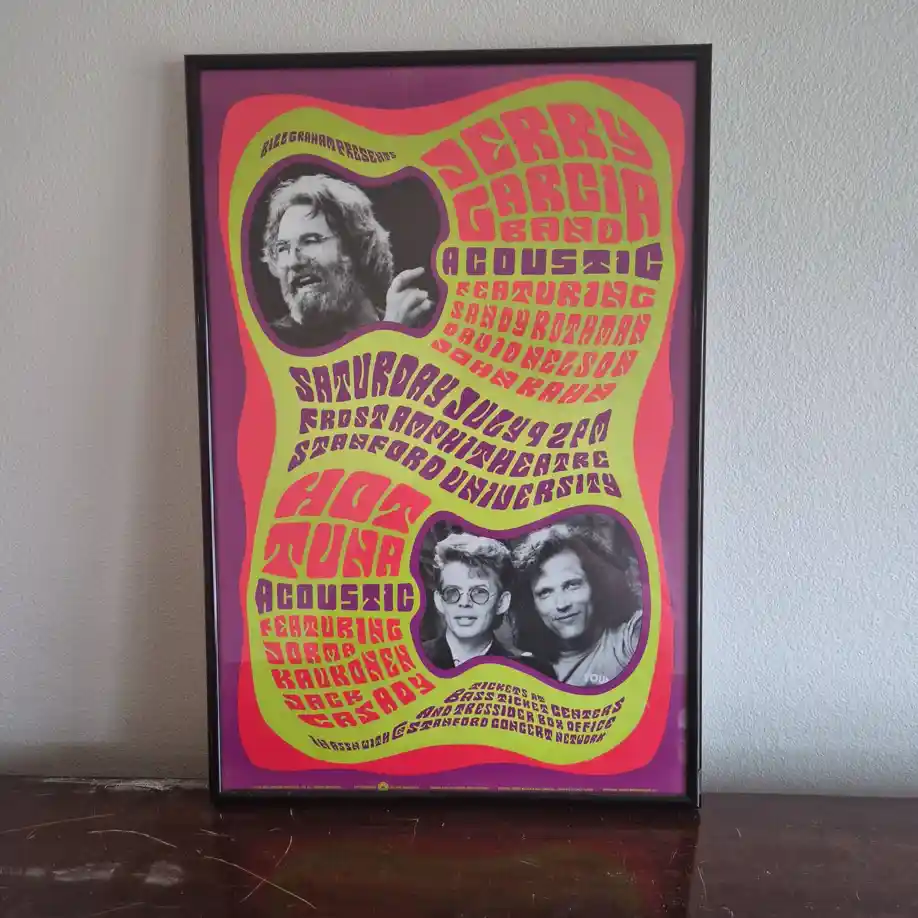 BILL GRAHAM PRESENTS
JERRY
GARCIA
BAND
ACOUSTIC
FEATURING
SANDY ROTHMAN
DAVID NELSON
JOHN KAHN
SATURDAY JULY 9 2PM
FROST AMPHITHEATRE
STANFORD UNIVERSITY
HOT
TUNA
ACOUSTIC
FEATURING
JORMA
KAUKONEN
JACK
CASADY
TICKETS AT
BASS TICKET CENTERS
AND TRESSIDER BOX OFFICE
IN ASSN WITH @ STANFORD CONCERT NETWORK